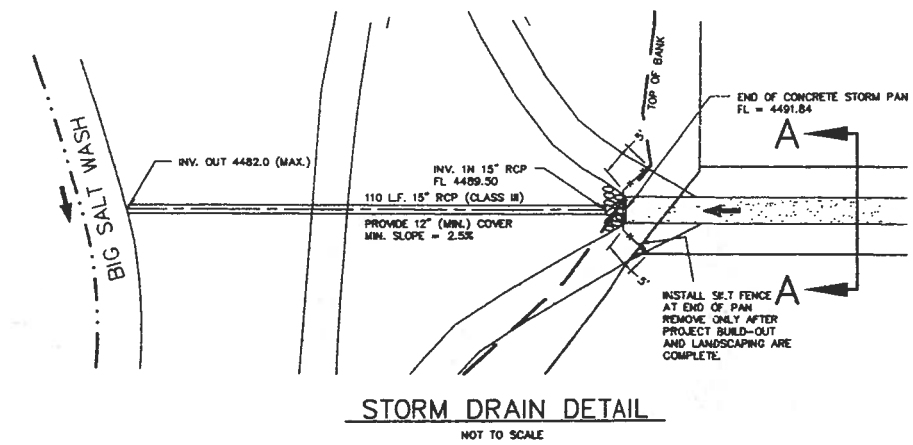 TOP OF BANK
END OF CONCRETE STORM PAN
FL = 4491.84
A
BIG SALT WASH
INV. OUT 4482.0 (MAX.)
INV. IN 15" RCP
FL 4489.50
110 L.F. 15" RCP (CLASS III)
PROVIDE 12" (MIN.) COVER
MIN. SLOPE = 2.5%
5'
5'
INSTALL SILT FENCE
AT END OF PAN
REMOVE ONLY AFTER
PROJECT BUILD-OUT
AND LANDSCAPING ARE
COMPLETE.
A
STORM DRAIN DETAIL
NOT TO SCALE